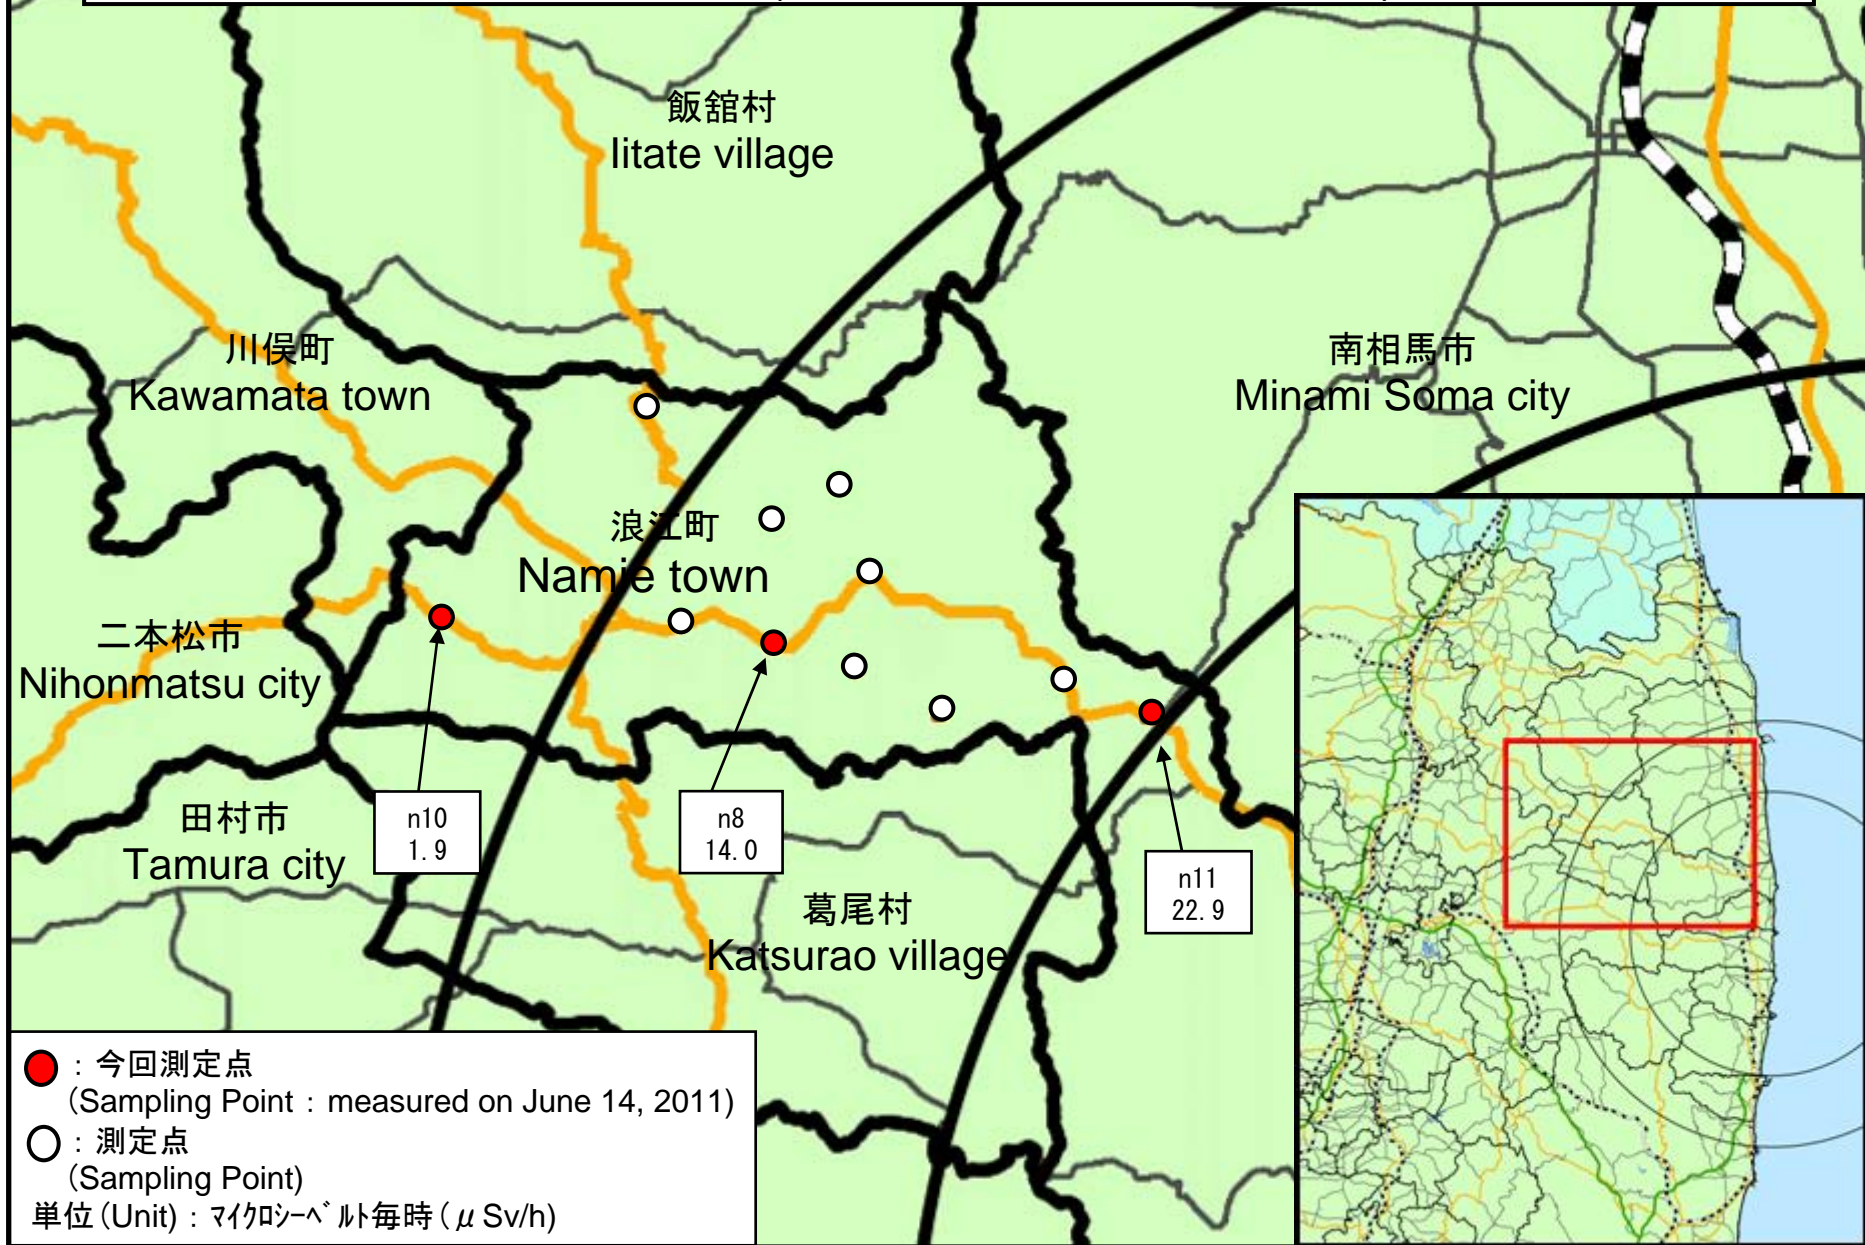 飯舘村
Iitate village
川俣町
Kawamata town
南相馬市
Minami Soma city
浪江町
Namie town
二本松市
Nihonmatsu city
田村市
Tamura city
n10
1.9
n8
14.0
n11
22.9
葛尾村
Katsurao village
：今回測定点
(Sampling Point：measured on June 14, 2011)
：測定点
(Sampling Point)
単位(Unit)：ﾏｲｸﾛｼｰﾍﾞﾙﾄ毎時(μSv/h)